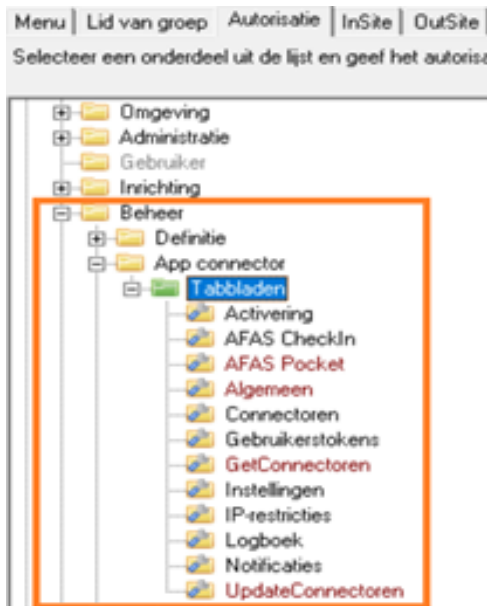 Menu Lid van groep Autorisatie InSite OutSite
Selecteer een onderdeel uit de lijst en geef het autorisa
Omgeving
Administratie
Gebruiker
Inrichting
Beheer
Definitie
App connector
Tabbladen
Activering
AFAS CheckIn
AFAS Pocket
Algemeen
Connectoren
Gebruikerstokens
GetConnectoren
Instellingen
IP-restricties
Logboek
Notificaties
UpdateConnectoren